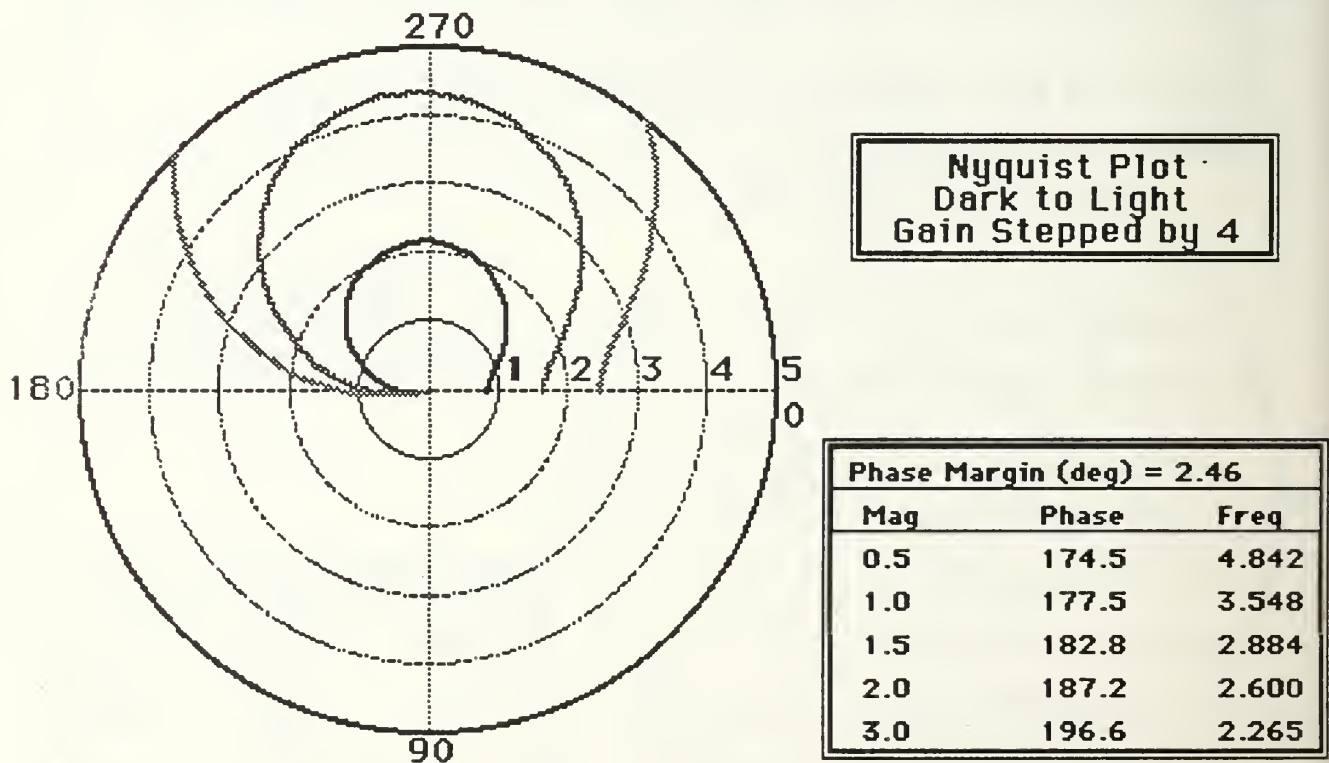 270
Nyquist Plot
Dark to Light
Gain Stepped by 4
180
1 2 3 4 5
0
90
Phase Margin (deg) = 2.46
Mag Phase Freq
0.5 174.5 4.842
1.0 177.5 3.548
1.5 182.8 2.884
2.0 187.2 2.600
3.0 196.6 2.265